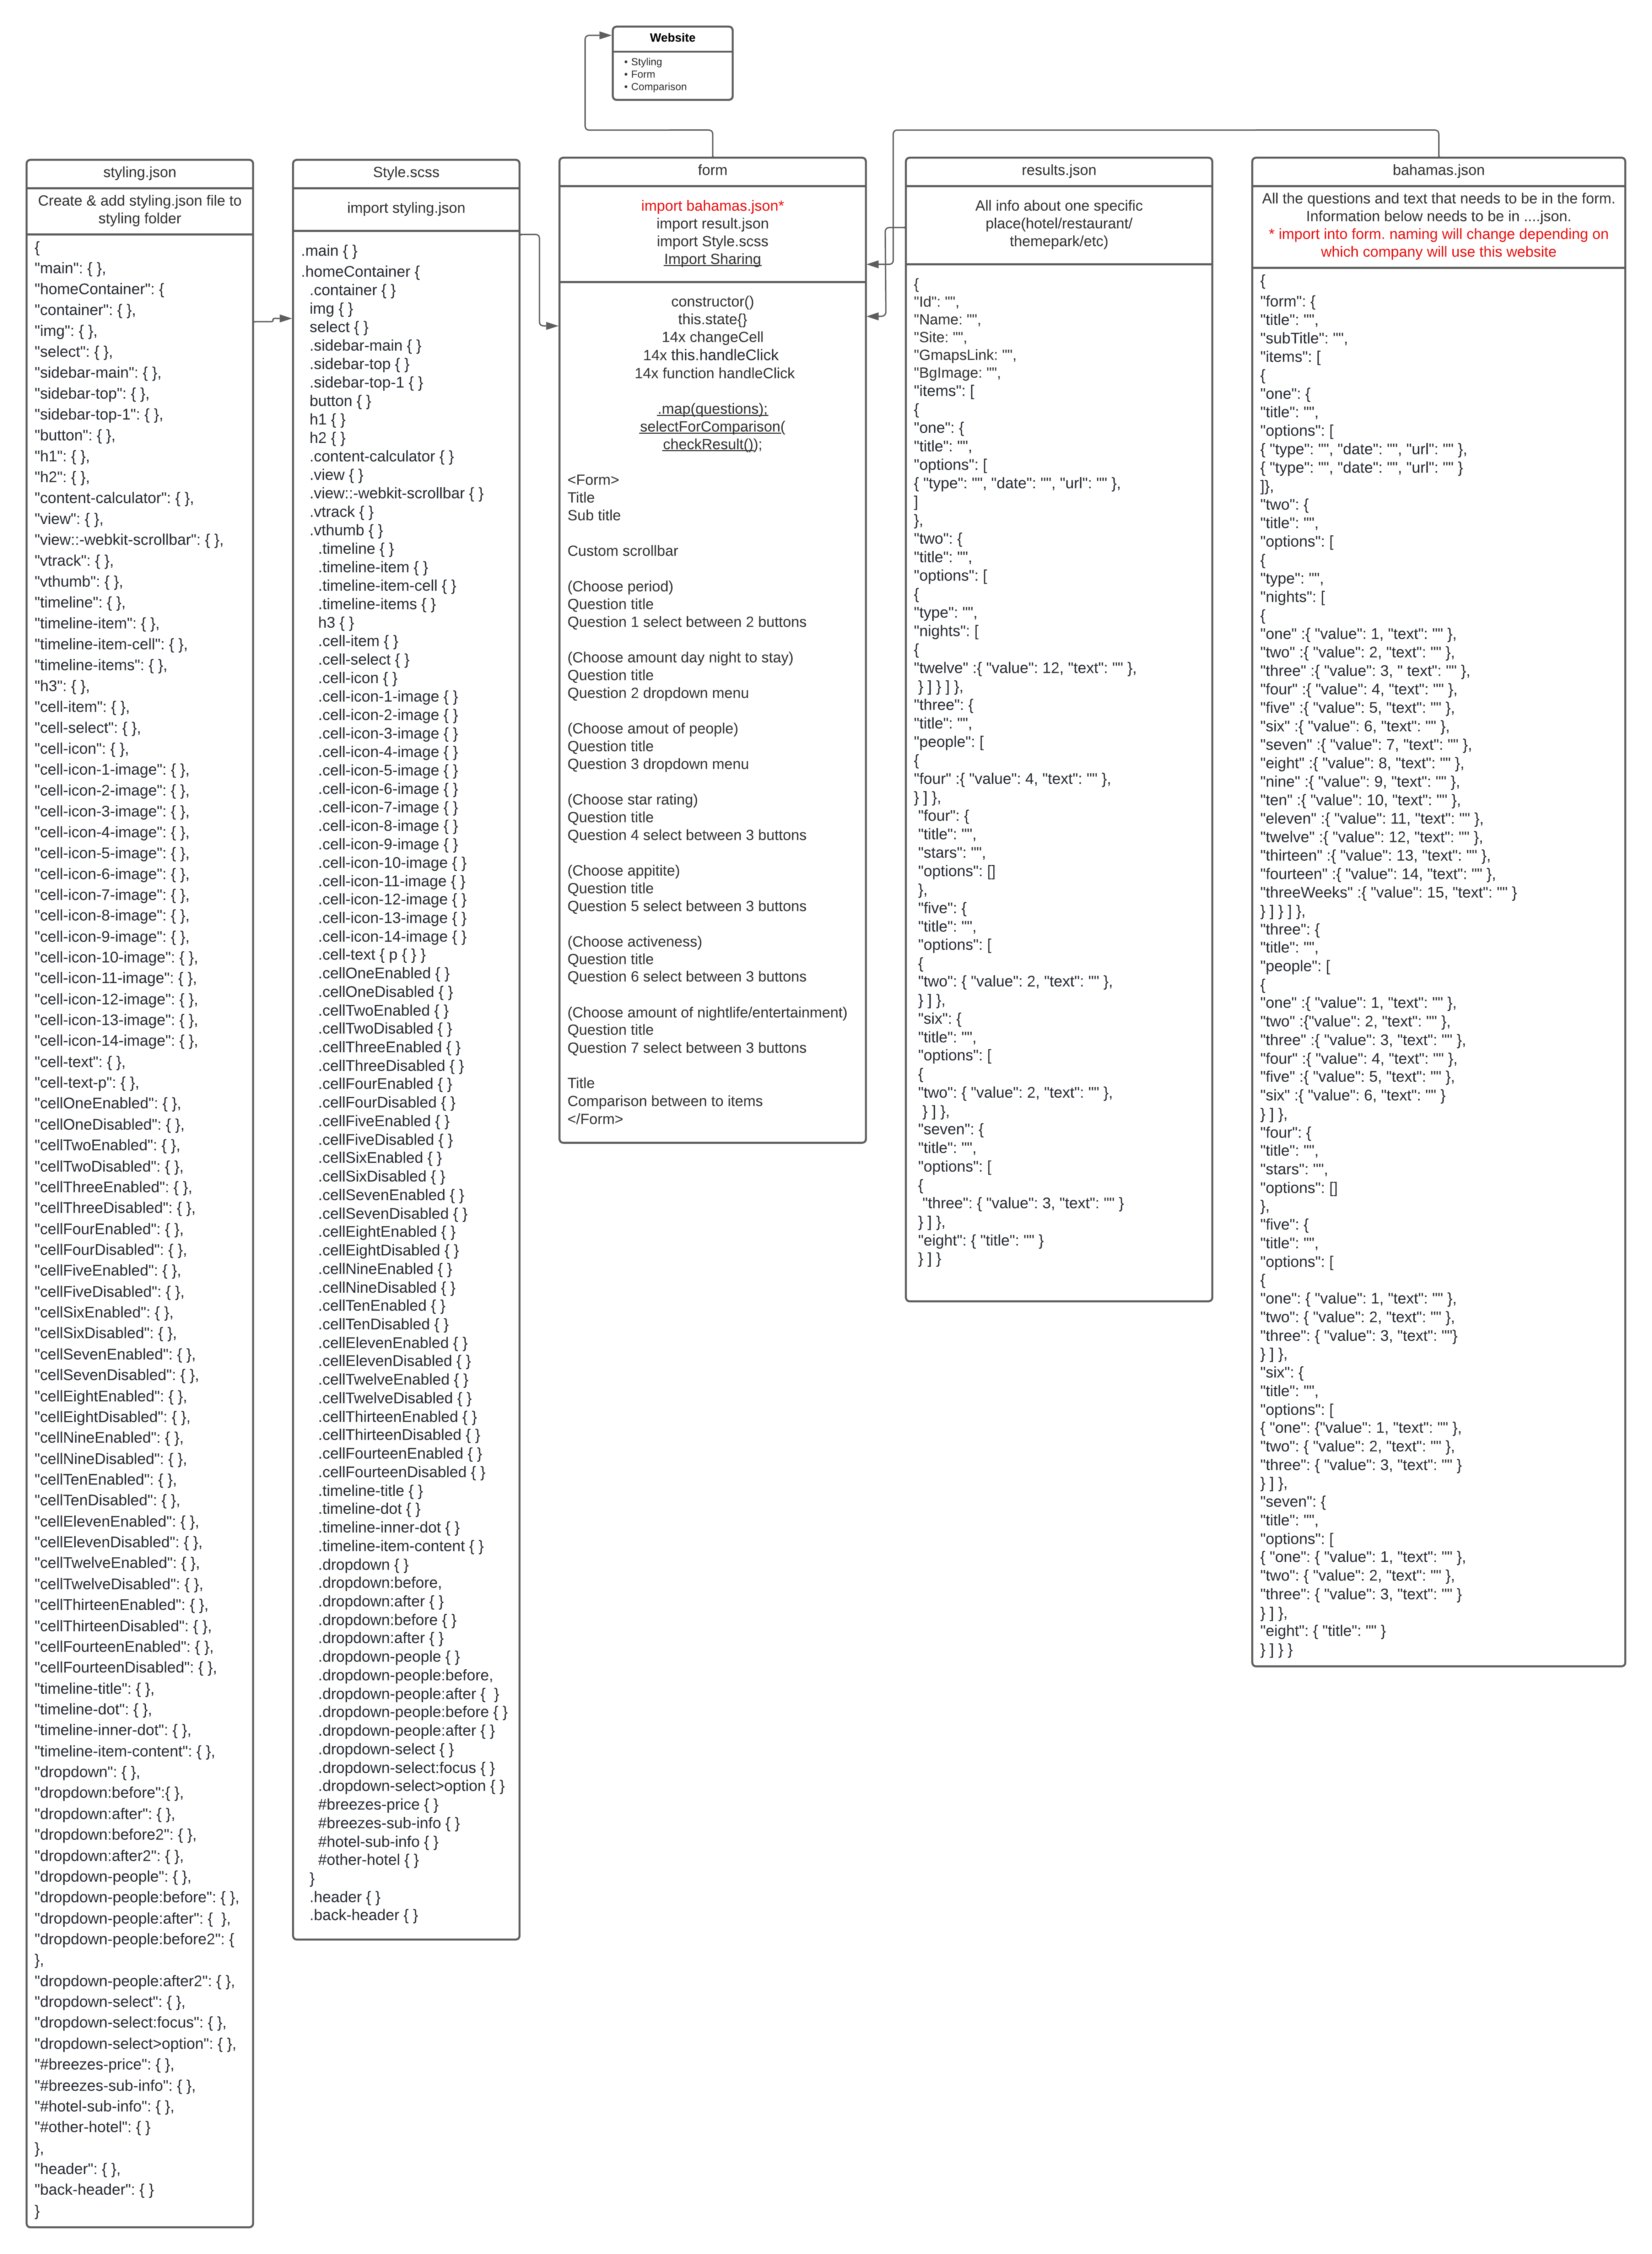 Website
• Styling
• Form
• Comparison
styling.json
Create & add styling.json file to
styling folder
{
"main": { },
"homeContainer": {
"container": { },
"img": { },
"select": { },
"sidebar-main": { },
"sidebar-top": { },
"sidebar-top-1": { },
"button": { },
"h1": { },
"h2": { },
"content-calculator": { },
"view": { },
"view::-webkit-scrollbar": { },
"vtrack": { },
"vthumb": { },
"timeline": { },
"timeline-item": { },
"timeline-item-cell": { },
"timeline-items": { },
"h3": { },
"cell-item": { },
"cell-select": { },
"cell-icon": { },
"cell-icon-1-image": { },
"cell-icon-2-image": { },
"cell-icon-3-image": { },
"cell-icon-4-image": { },
"cell-icon-5-image": { },
"cell-icon-6-image": { },
"cell-icon-7-image": { },
"cell-icon-8-image": { },
"cell-icon-9-image": { },
"cell-icon-10-image": { },
"cell-icon-11-image": { },
"cell-icon-12-image": { },
"cell-icon-13-image": { },
"cell-icon-14-image": { },
"cell-text": { },
"cell-text-p": { },
"cellOneEnabled": { },
"cellOneDisabled": { },
"cellTwoEnabled": { },
"cellTwoDisabled": { },
"cellThreeEnabled": { },
"cellThreeDisabled": { },
"cellFourEnabled": { },
"cellFourDisabled": { },
"cellFiveEnabled": { },
"cellFiveDisabled": { },
"cellSixEnabled": { },
"cellSixDisabled": { },
"cellSevenEnabled": { },
"cellSevenDisabled": { },
"cellEightEnabled": { },
"cellEightDisabled": { },
"cellNineEnabled": { },
"cellNineDisabled": { },
"cellTenEnabled": { },
"cellTenDisabled": { },
"cellElevenEnabled": { },
"cellElevenDisabled": { },
"cellTwelveEnabled": { },
"cellTwelveDisabled": { },
"cellThirteenEnabled": { },
"cellThirteenDisabled": { },
"cellFourteenEnabled": { },
"cellFourteenDisabled": { },
"timeline-title": { },
"timeline-dot": { },
"timeline-inner-dot": { },
"timeline-item-content": { },
"dropdown": { },
"dropdown:before":{ },
"dropdown:after": { },
"dropdown:before2": { },
"dropdown:after2": { },
"dropdown-people": { },
"dropdown-people:before": { },
"dropdown-people:after": {  },
"dropdown-people:before2": {
},
"dropdown-people:after2": { },
"dropdown-select": { },
"dropdown-select:focus": { },
"dropdown-select>option": { },
"#breezes-price": { },
"#breezes-sub-info": { },
"#hotel-sub-info": { },
"#other-hotel": { }
},
"header": { },
"back-header": { }
}
Style.scss
import styling.json
.main { }
.homeContainer {
.container { }
img { }
select { }
.sidebar-main { }
.sidebar-top { }
.sidebar-top-1 { }
button { }
h1 { }
h2 { }
.content-calculator { }
.view { }
.view::-webkit-scrollbar { }
.vtrack { }
.vthumb { }
.timeline { }
.timeline-item { }
.timeline-item-cell { }
.timeline-items { }
h3 { }
.cell-item { }
.cell-select { }
.cell-icon { }
.cell-icon-1-image { }
.cell-icon-2-image { }
.cell-icon-3-image { }
.cell-icon-4-image { }
.cell-icon-5-image { }
.cell-icon-6-image { }
.cell-icon-7-image { }
.cell-icon-8-image { }
.cell-icon-9-image { }
.cell-icon-10-image { }
.cell-icon-11-image { }
.cell-icon-12-image { }
.cell-icon-13-image { }
.cell-icon-14-image { }
.cell-text { p { } }
.cellOneEnabled { }
.cellOneDisabled { }
.cellTwoEnabled { }
.cellTwoDisabled { }
.cellThreeEnabled { }
.cellThreeDisabled { }
.cellFourEnabled { }
.cellFourDisabled { }
.cellFiveEnabled { }
.cellFiveDisabled { }
.cellSixEnabled { }
.cellSixDisabled { }
.cellSevenEnabled { }
.cellSevenDisabled { }
.cellEightEnabled { }
.cellEightDisabled { }
.cellNineEnabled { }
.cellNineDisabled { }
.cellTenEnabled { }
.cellTenDisabled { }
.cellElevenEnabled { }
.cellElevenDisabled { }
.cellTwelveEnabled { }
.cellTwelveDisabled { }
.cellThirteenEnabled { }
.cellThirteenDisabled { }
.cellFourteenEnabled { }
.cellFourteenDisabled { }
.timeline-title { }
.timeline-dot { }
.timeline-inner-dot { }
.timeline-item-content { }
.dropdown { }
.dropdown:before,
.dropdown:after { }
.dropdown:before { }
.dropdown:after { }
.dropdown-people { }
.dropdown-people:before,
.dropdown-people:after {  }
.dropdown-people:before { }
.dropdown-people:after { }
.dropdown-select { }
.dropdown-select:focus { }
.dropdown-select>option { }
#breezes-price { }
#breezes-sub-info { }
#hotel-sub-info { }
#other-hotel { }
}
.header { }
.back-header { }
form
import bahamas.json*
import result.json
import Style.scss
Import Sharing
constructor()
this.state{}
14x changeCell
14x this.handleClick
14x function handleClick
.map(questions);
selectForComparison(
checkResult());
<Form>
Title
Sub title
Custom scrollbar
(Choose period)
Question title
Question 1 select between 2 buttons
(Choose amount day night to stay)
Question title
Question 2 dropdown menu
(Choose amout of people)
Question title
Question 3 dropdown menu
(Choose star rating)
Question title
Question 4 select between 3 buttons
(Choose appitite)
Question title
Question 5 select between 3 buttons
(Choose activeness)
Question title
Question 6 select between 3 buttons
(Choose amount of nightlife/entertainment)
Question title
Question 7 select between 3 buttons
Title
Comparison between to items
</Form>
results.json
All info about one specific
place(hotel/restaurant/
themepark/etc)
{
"Id": "",
"Name: "",
"Site: "",
"GmapsLink: "",
"BgImage: "",
"items": [
{
"one": {
"title": "",
"options": [
{ "type": "", "date": "", "url": "" },
]
},
"two": {
"title": "",
"options": [
{
"type": "",
"nights": [
{
"twelve" :{ "value": 12, "text": "" },
} ] } ] },
"three": {
"title": "",
"people": [
{
"four" :{ "value": 4, "text": "" },
} ] },
"four": {
"title": "",
"stars": "",
"options": []
},
"five": {
"title": "",
"options": [
{
"two": { "value": 2, "text": "" },
} ] },
"six": {
"title": "",
"options": [
{
"two": { "value": 2, "text": "" },
} ] },
"seven": {
"title": "",
"options": [
{
"three": { "value": 3, "text": "" }
} ] },
"eight": { "title": "" }
} ] }
bahamas.json
All the questions and text that needs to be in the form.
Information below needs to be in ....json.
* import into form. naming will change depending on
which company will use this website
{
"form": {
"title": "",
"subTitle": "",
"items": [
{
"one": {
"title": "",
"options": [
{ "type": "", "date": "", "url": "" },
{ "type": "", "date": "", "url": "" }
]},
"two": {
"title": "",
"options": [
{
"type": "",
"nights": [
{
"one" :{ "value": 1, "text": "" },
"two" :{ "value": 2, "text": "" },
"three" :{ "value": 3, " text": "" },
"four" :{ "value": 4, "text": "" },
"five" :{ "value": 5, "text": "" },
"six" :{ "value": 6, "text": "" },
"seven" :{ "value": 7, "text": "" },
"eight" :{ "value": 8, "text": "" },
"nine" :{ "value": 9, "text": "" },
"ten" :{ "value": 10, "text": "" },
"eleven" :{ "value": 11, "text": "" },
"twelve" :{ "value": 12, "text": "" },
"thirteen" :{ "value": 13, "text": "" },
"fourteen" :{ "value": 14, "text": "" },
"threeWeeks" :{ "value": 15, "text": "" }
} ] } ] },
"three": {
"title": "",
"people": [
{
"one" :{ "value": 1, "text": "" },
"two" :{"value": 2, "text": "" },
"three" :{ "value": 3, "text": "" },
"four" :{ "value": 4, "text": "" },
"five" :{ "value": 5, "text": "" },
"six" :{ "value": 6, "text": "" }
} ] },
"four": {
"title": "",
"stars": "",
"options": []
},
"five": {
"title": "",
"options": [
{
"one": { "value": 1, "text": "" },
"two": { "value": 2, "text": "" },
"three": { "value": 3, "text": ""}
} ] },
"six": {
"title": "",
"options": [
{ "one": {"value": 1, "text": "" },
"two": { "value": 2, "text": "" },
"three": { "value": 3, "text": "" }
} ] },
"seven": {
"title": "",
"options": [
{ "one": { "value": 1, "text": "" },
"two": { "value": 2, "text": "" },
"three": { "value": 3, "text": "" }
} ] },
"eight": { "title": "" }
} ] } }